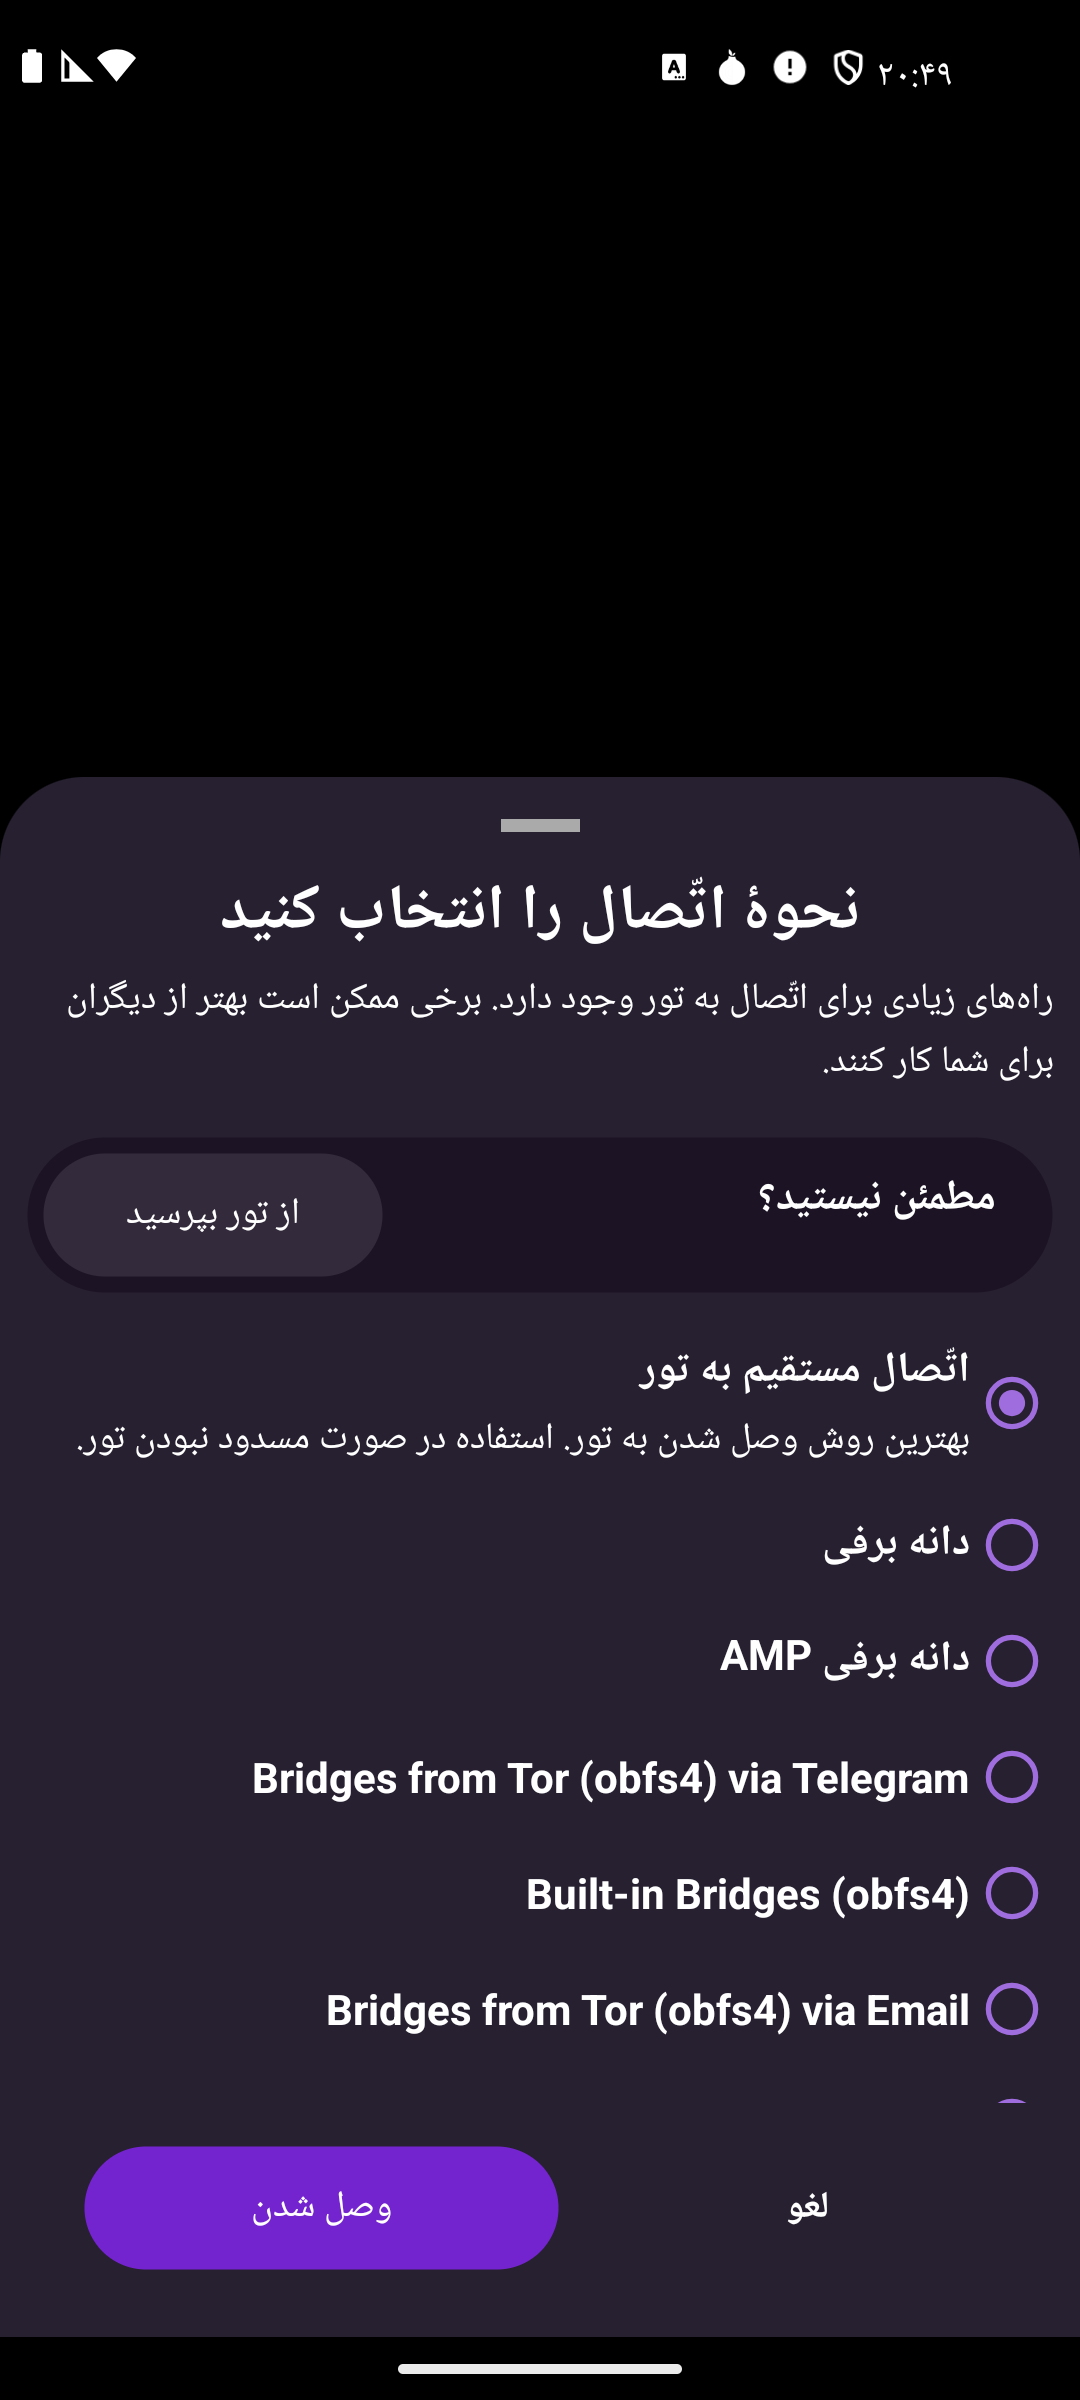 ۲۰:۴۹
نحوهٔ اتّصال را انتخاب کنید
راه‌های زیادی برای اتّصال به تور وجود دارد. برخی ممکن است بهتر از دیگران
برای شما کار کنند.
مطمئن نیستید؟
از تور بپرسید
اتّصال مستقیم به تور
بهترین روش وصل شدن به تور. استفاده در صورت مسدود نبودن تور.
دانه برفی
دانه برفی AMP
Bridges from Tor (obfs4) via Telegram
Built-in Bridges (obfs4)
Bridges from Tor (obfs4) via Email
لغو
وصل شدن